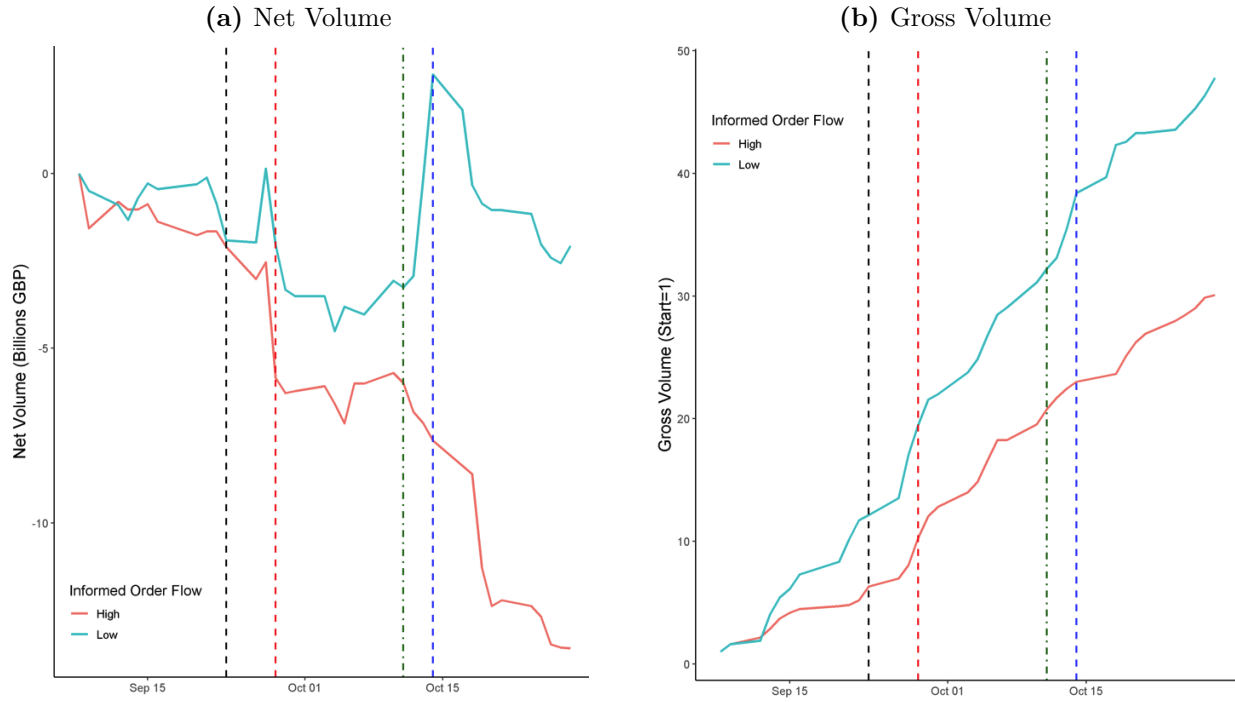 (a) Net Volume
Net Volume (Billions GBP)
0
-5
-10
Informed Order Flow
High
Low
Sep 15
Oct 01
Oct 15
(b) Gross Volume
Gross Volume (Start=1)
50
40
30
20
10
0
Informed Order Flow
High
Low
Sep 15
Oct 01
Oct 15